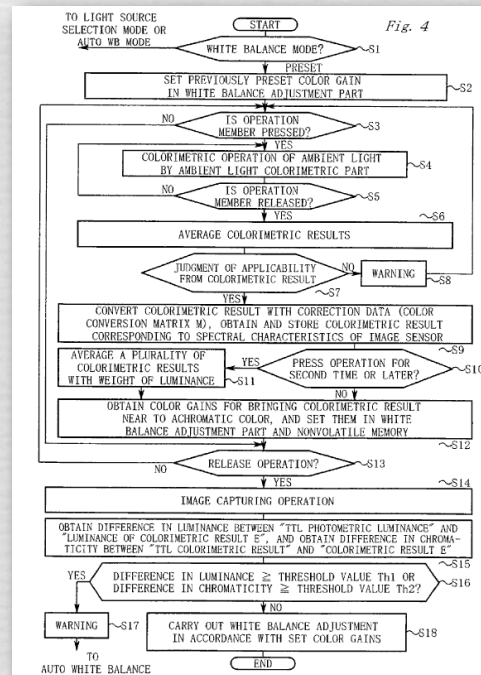 TO LIGHT SOURCE
SELECTION MODE OR
AUTO WB MODE
START
Fig. 4
WHITE BALANCE MODE?
S1
PRESET
SET PREVIOUSLY PRESET COLOR GAIN
IN WHITE BALANCE ADJUSTMENT PART
S2
NO
IS OPERATION
MEMBER PRESSED?
S3
YES
COLORIMETRIC OPERATION OF AMBIENT LIGHT
BY AMBIENT LIGHT COLORIMETRIC PART
S4
NO
IS OPERATION
MEMBER RELEASED?
S5
YES
S6
AVERAGE COLORIMETRIC RESULTS
JUDGMENT OF APPLICABILITY
FROM COLORIMETRIC RESULT
NO
WARNING
S8
S7
YES
CONVERT COLORIMETRIC RESULT WITH CORRECTION DATA (COLOR
CONVERSION MATRIX M), OBTAIN AND STORE COLORIMETRIC RESULT
CORRESPONDING TO SPECTRAL CHARACTERISTICS OF IMAGE SENSOR
S9
AVERAGE A PLURALITY OF
COLORIMETRIC RESULTS
WITH WEIGHT OF LUMINANCE
S11
YES
PRESS OPERATION FOR
SECOND TIME OR LATER?
S10
NO
OBTAIN COLOR GAINS FOR BRINGING COLORIMETRIC RESULT
NEAR TO ACHROMATIC COLOR, AND SET THEM IN WHITE
BALANCE ADJUSTMENT PART AND NONVOLATILE MEMORY
S12
NO
RELEASE OPERATION?
S13
YES
S14
IMAGE CAPTURING OPERATION
OBTAIN DIFFERENCE IN LUMINANCE BETWEEN "TTL PHOTOMETRIC LUMINANCE" AND
"LUMINANCE OF COLORIMETRIC RESULT E", AND OBTAIN DIFFERENCE IN CHROMA-
TICITY BETWEEN "TTL COLORIMETRIC RESULT" AND "COLORIMETRIC RESULT E"
S15
YES
DIFFERENCE IN LUMINANCE ≧ THRESHOLD VALUE Th1 OR
DIFFERENCE IN CHROMATICITY ≧ THRESHOLD VALUE Th2?
S16
NO
WARNING
S17
CARRY OUT WHITE BALANCE ADJUSTMENT
IN ACCORDANCE WITH SET COLOR GAINS
S18
TO
AUTO WHITE BALANCE
END